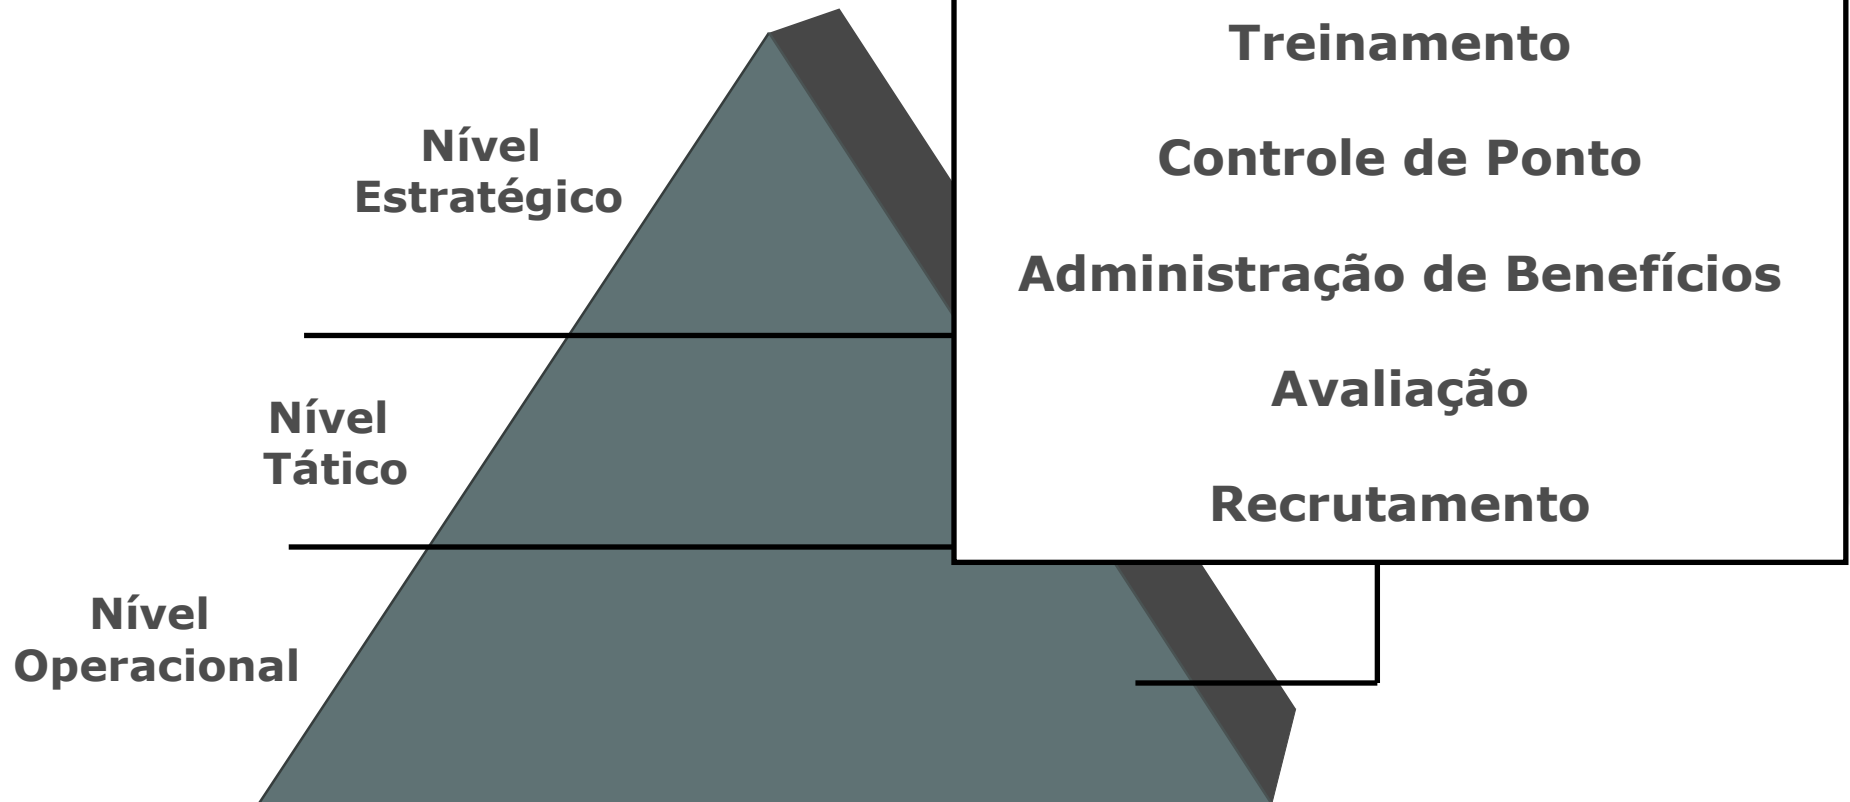 Nível
Estratégico
Nível
Tático
Nível
Operacional
Treinamento
Controle de Ponto
Administração de Benefícios
Avaliação
Recrutamento